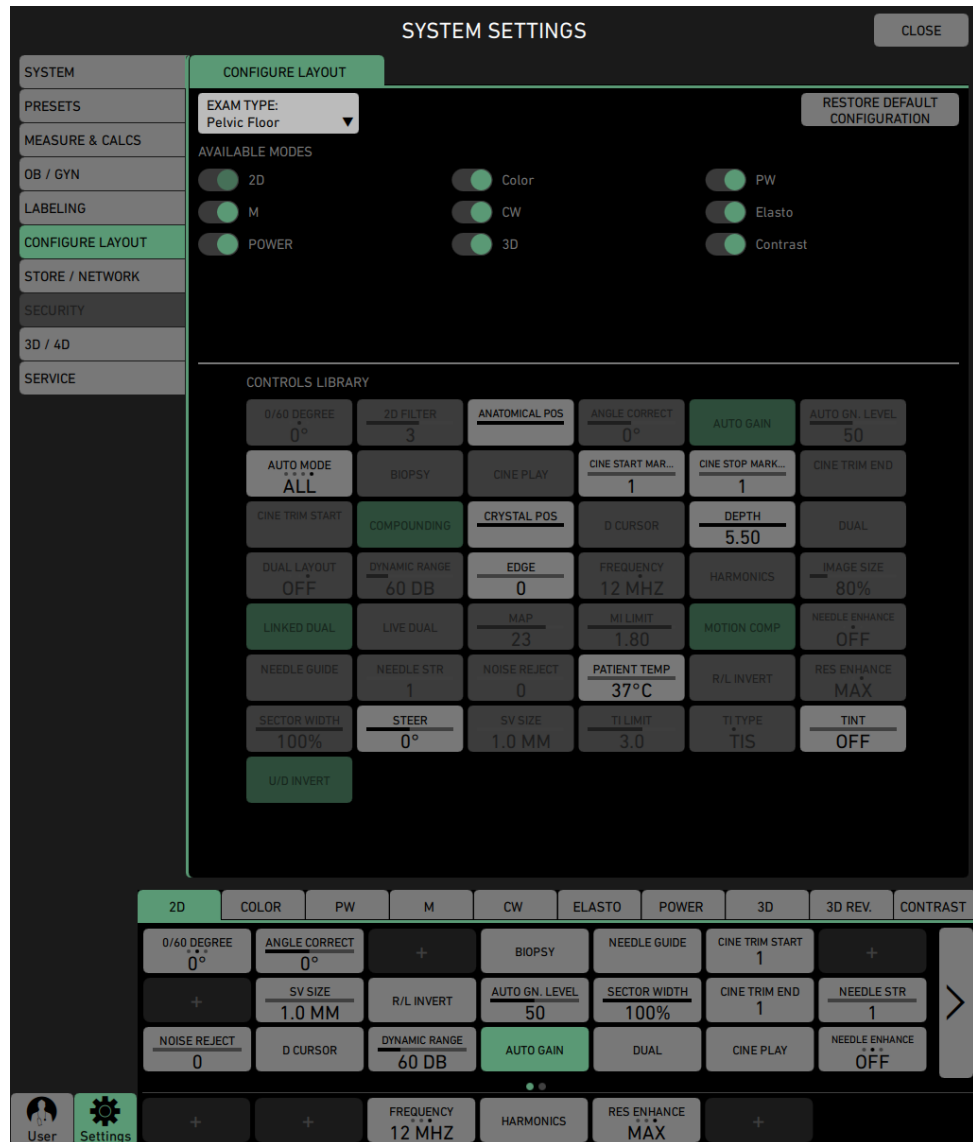 SYSTEM SETTINGS
CLOSE
SYSTEM
PRESETS
MEASURE & CALCS
OB / GYN
LABELING
CONFIGURE LAYOUT
STORE / NETWORK
SECURITY
3D / 4D
SERVICE
CONFIGURE LAYOUT
EXAM TYPE:
Pelvic Floor
RESTORE DEFAULT
CONFIGURATION
AVAILABLE MODES
2D
Color
PW
M
CW
Elasto
POWER
3D
Contrast
CONTROLS LIBRARY
0/60 DEGREE
0°
2D FILTER
3
ANATOMICAL POS
ANGLE CORRECT
0°
AUTO GAIN
AUTO GN. LEVEL
50
AUTO MODE
ALL
BIOPSY
CINE PLAY
CINE START MAR...
1
CINE STOP MARK...
1
CINE TRIM END
CINE TRIM START
COMPOUNDING
CRYSTAL POS
D CURSOR
DEPTH
5.50
DUAL
DUAL LAYOUT
OFF
DYNAMIC RANGE
60 DB
EDGE
0
FREQUENCY
12 MHZ
HARMONICS
IMAGE SIZE
80%
LINKED DUAL
LIVE DUAL
MAP
23
MI LIMIT
1.80
MOTION COMP
NEEDLE ENHANCE
OFF
NEEDLE GUIDE
NEEDLE STR
1
NOISE REJECT
0
PATIENT TEMP
37°C
R/L INVERT
RES ENHANCE
MAX
SECTOR WIDTH
100%
STEER
0°
SV SIZE
1.0 MM
TI LIMIT
3.0
TI TYPE
TIS
TINT
OFF
U/D INVERT
2D
COLOR
PW
M
CW
ELASTO
POWER
3D
3D REV.
CONTRAST
0/60 DEGREE
0°
ANGLE CORRECT
0°
+
BIOPSY
NEEDLE GUIDE
CINE TRIM START
1
+
+
SV SIZE
1.0 MM
R/L INVERT
AUTO GN. LEVEL
50
SECTOR WIDTH
100%
CINE TRIM END
1
NEEDLE STR
1
NOISE REJECT
0
D CURSOR
DYNAMIC RANGE
60 DB
AUTO GAIN
DUAL
CINE PLAY
NEEDLE ENHANCE
OFF
User
Settings
+
+
FREQUENCY
12 MHZ
HARMONICS
RES ENHANCE
MAX
+